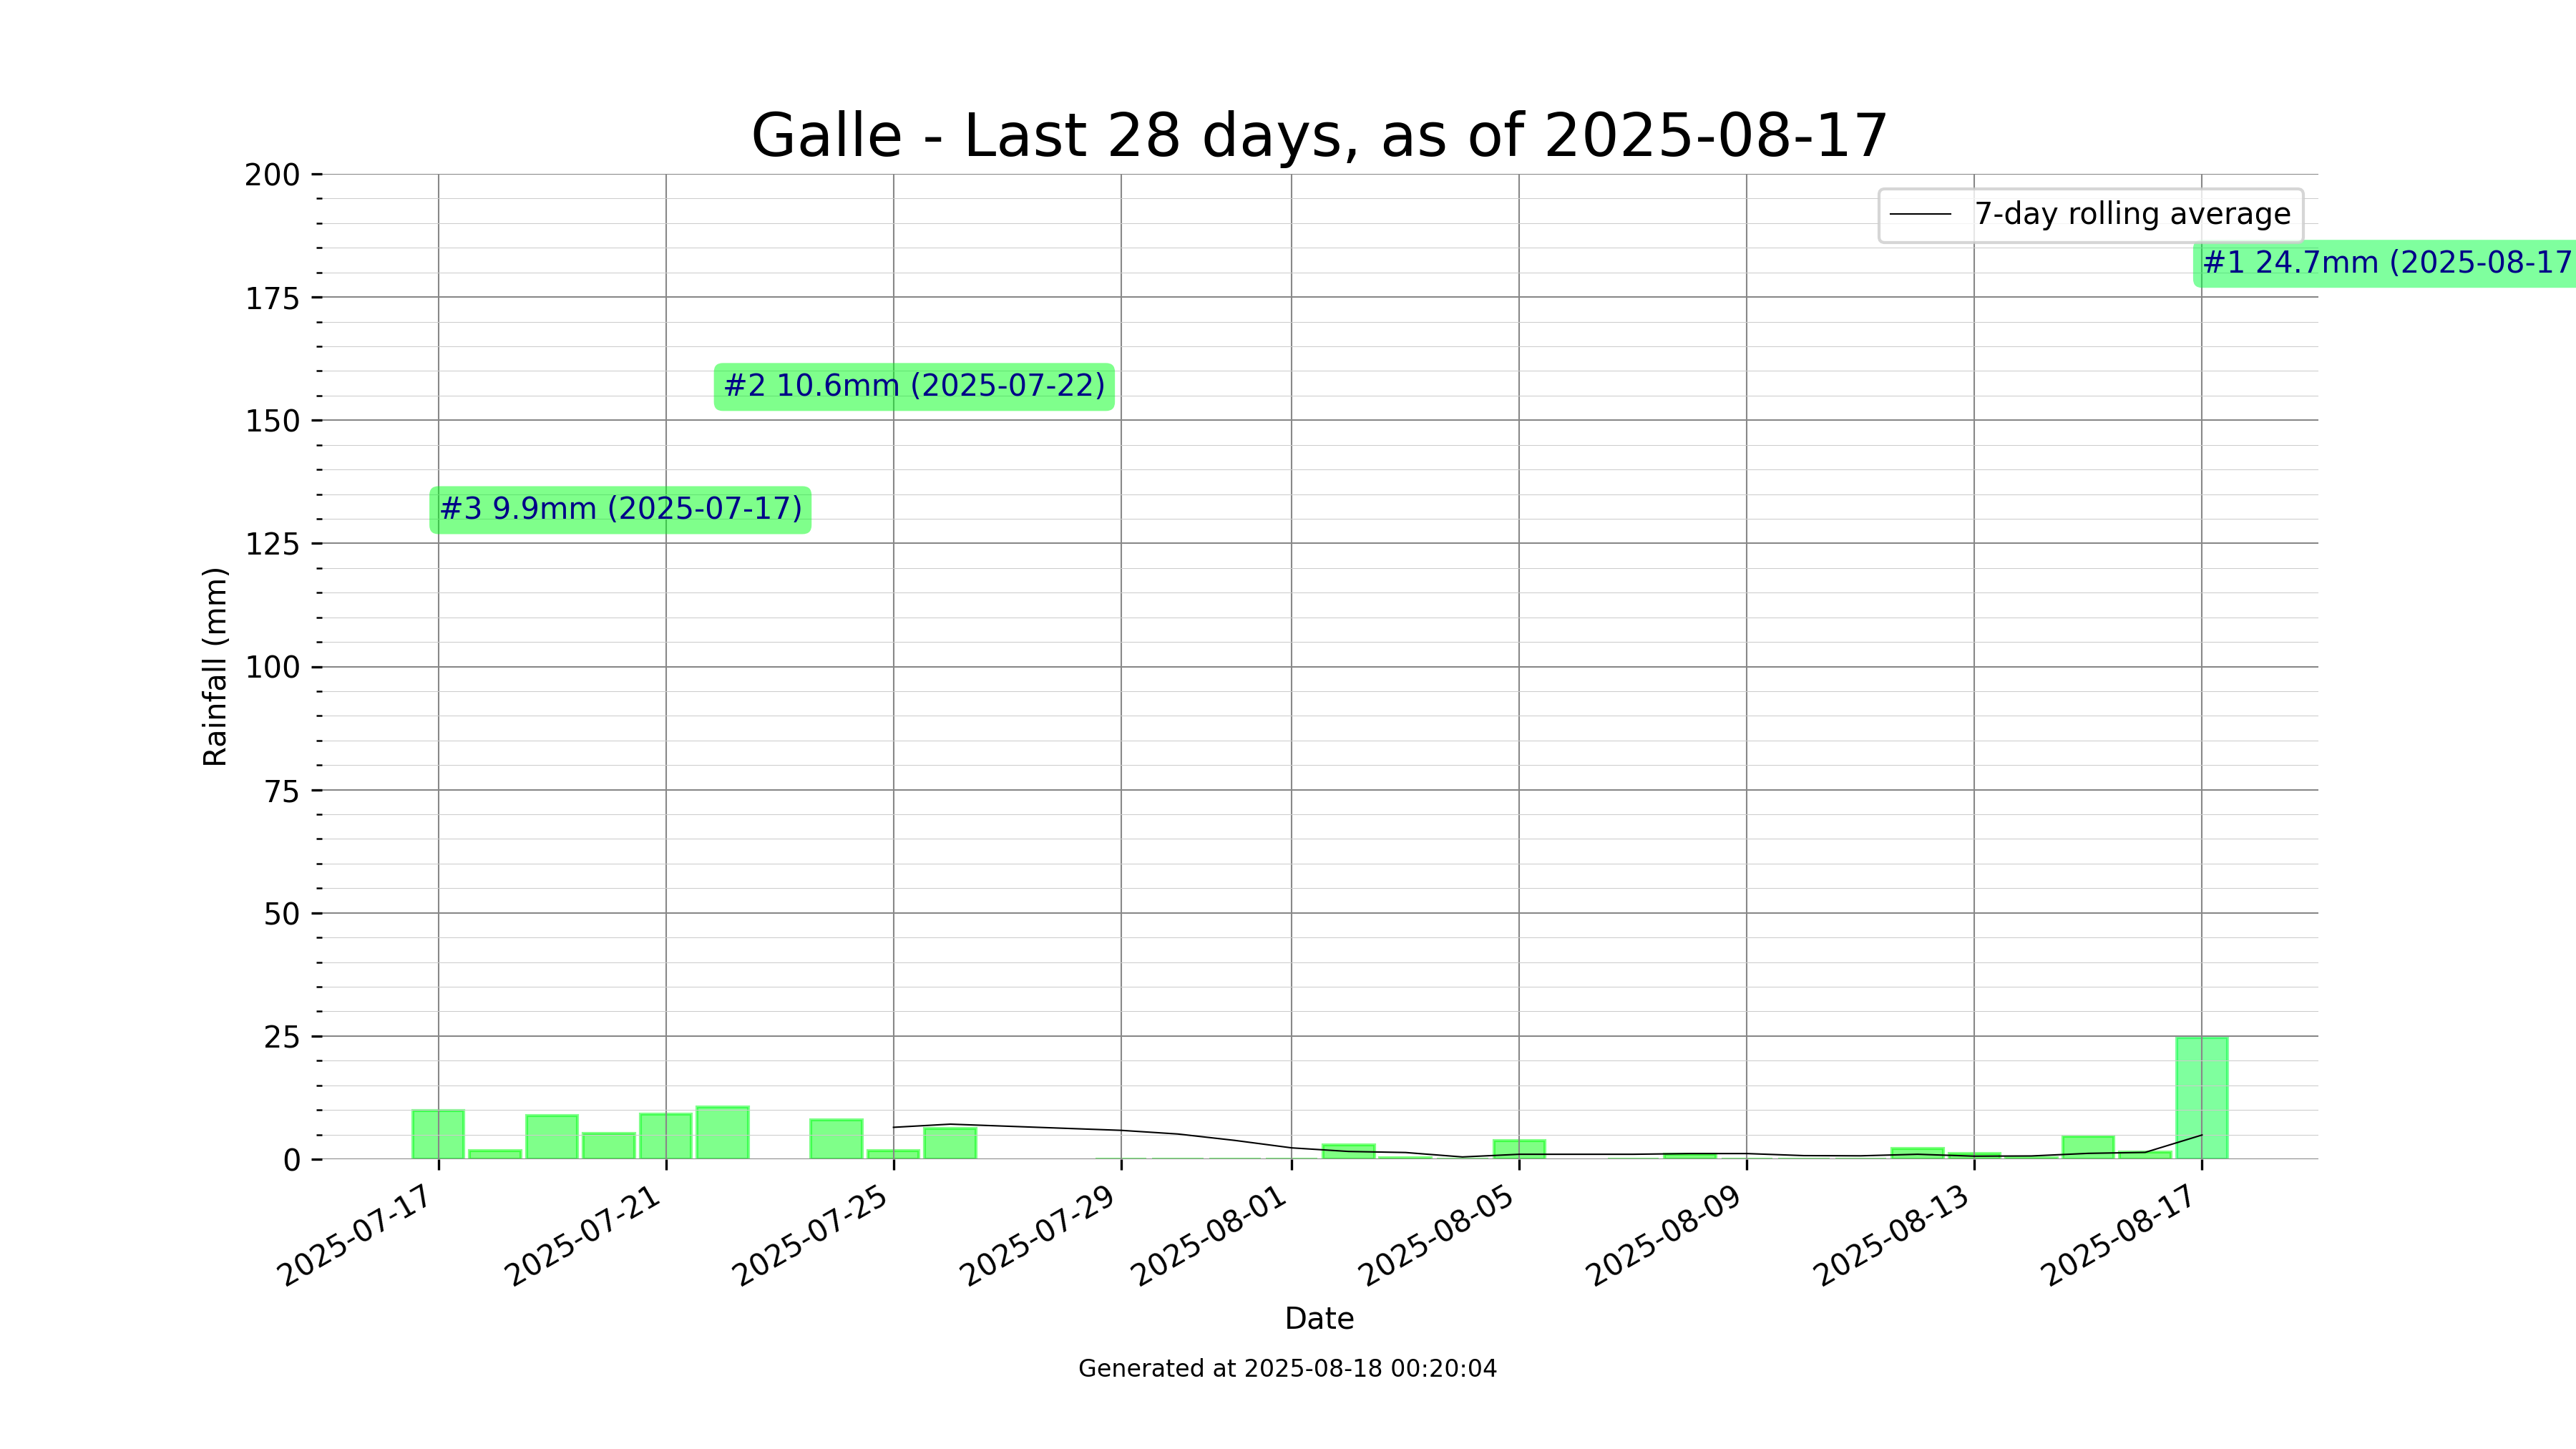 Galle - Last 28 days, as of 2025-08-17
7-day rolling average
#1 24.7mm (2025-08-17
#2 10.6mm (2025-07-22)
#3 9.9mm (2025-07-17)
Rainfall (mm)
200
175
150
125
100
75
50
25
0
2025-07-17
2025-07-21
2025-07-25
2025-07-29
2025-08-01
2025-08-05
2025-08-09
2025-08-13
2025-08-17
Date
Generated at 2025-08-18 00:20:04